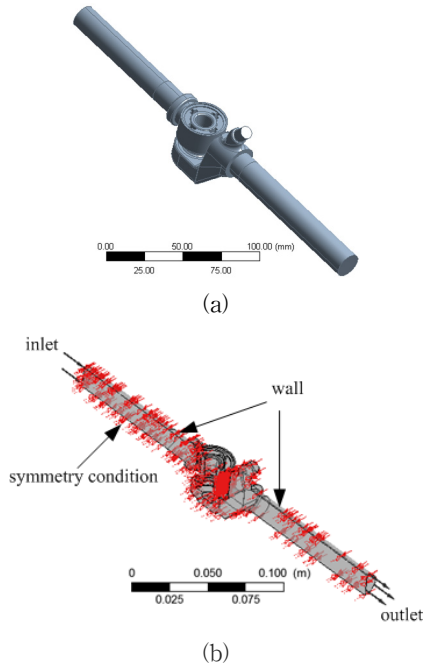 0.00 50.00 100.00 (mm)
25.00 75.00
(a)
inlet
wall
symmetry condition
0 0.050 0.100 (m)
0.025 0.075
outlet
(b)